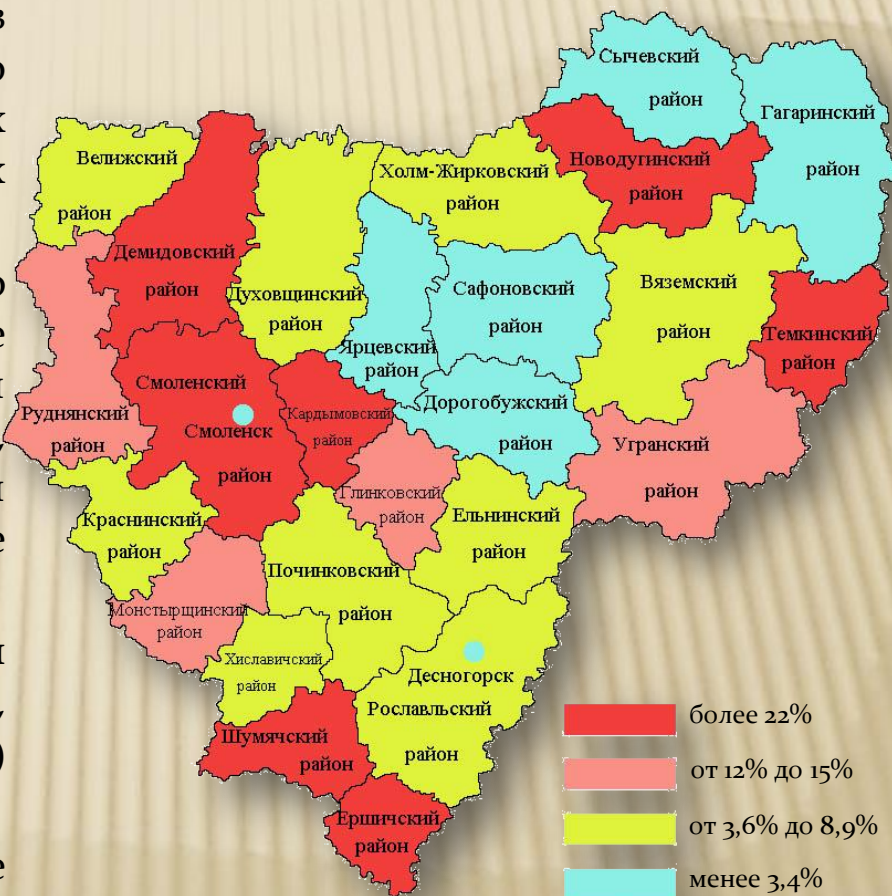 Сычевский
район
Гагаринский
район
Велижский
район
Холм-Жирковский
район
Новодугинский
район
Демидовский
район
Духовщинский
район
Сафоновский
район
Вяземский
район
Ярцевский
район
Темкинский
район
Смоленский
Смоленск
район
Кардымовский
район
Дорогобужский
район
Руднянский
район
Угранский
район
Глинковский
район
Краснинский
район
Ельнинский
район
Починковский
район
Монстырщинский
район
Хиславичский
район
Десногорск
Рославльский
район
Шумячский
район
Ершичский
район
более 22%
от 12% до 15%
от 3,6% до 8,9%
менее 3,4%